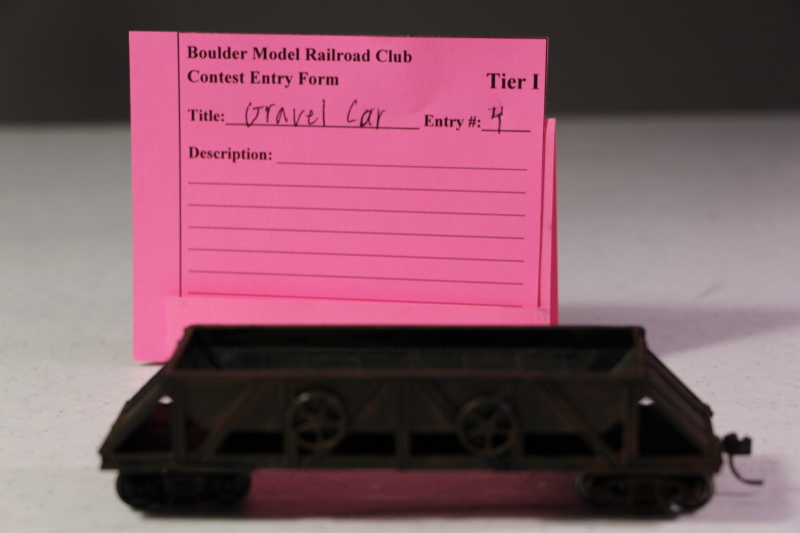 Boulder Model Railroad Club
Contest Entry Form Tier I
Title: Gravel Car Entry #: 4
Description: